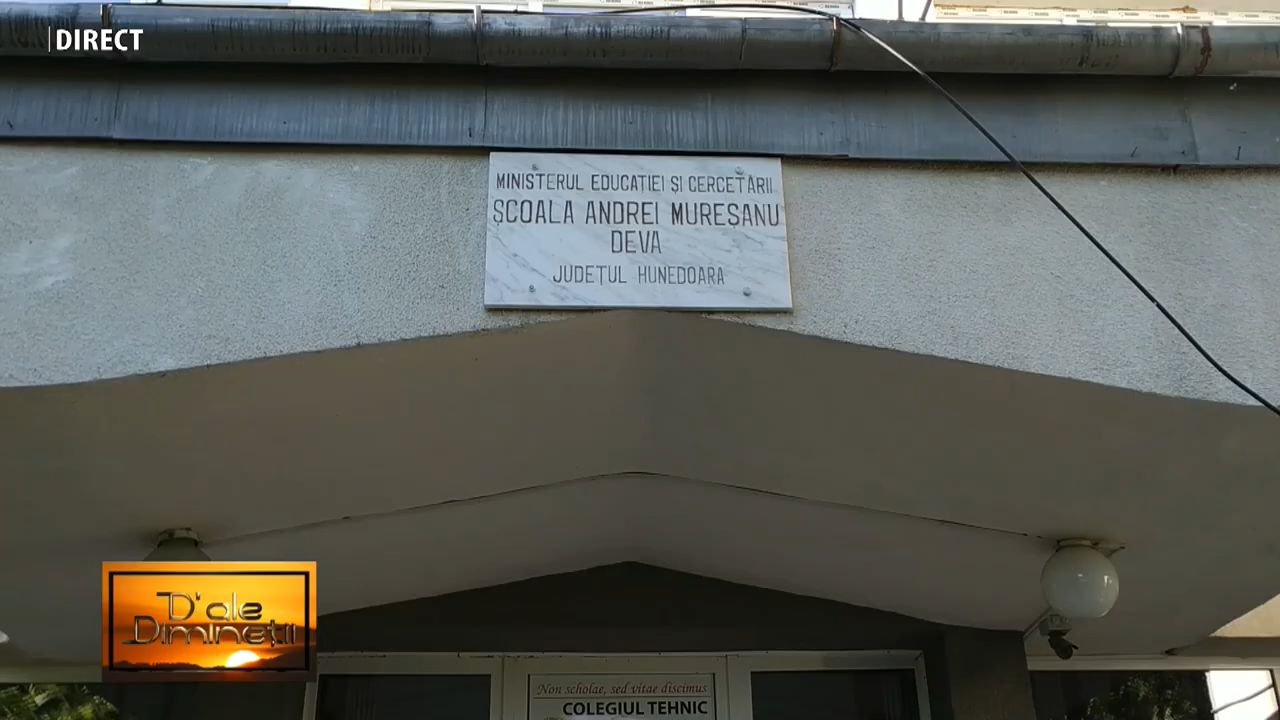 DIRECT
MINISTERUL EDUCAȚIEI ȘI CERCETĂRII
ȘCOALA ANDREI MUREȘANU
DEVA
JUDEȚUL HUNEDOARA
D'ale
Dimineții
Non scholae, sed vitae discimus
COLEGIUL TEHNIC